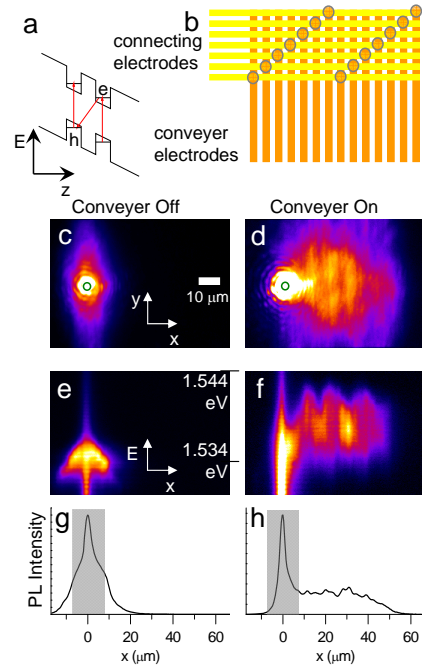 a
b
connecting
electrodes
e
h
E
z
conveyer
electrodes
Conveyer Off
Conveyer On
c
d
10 μm
y
x
e
f
1.544
eV
E
1.534
eV
x
g
h
PL Intensity
0 20 40 60
0 20 40 60
x (μm)
x (μm)